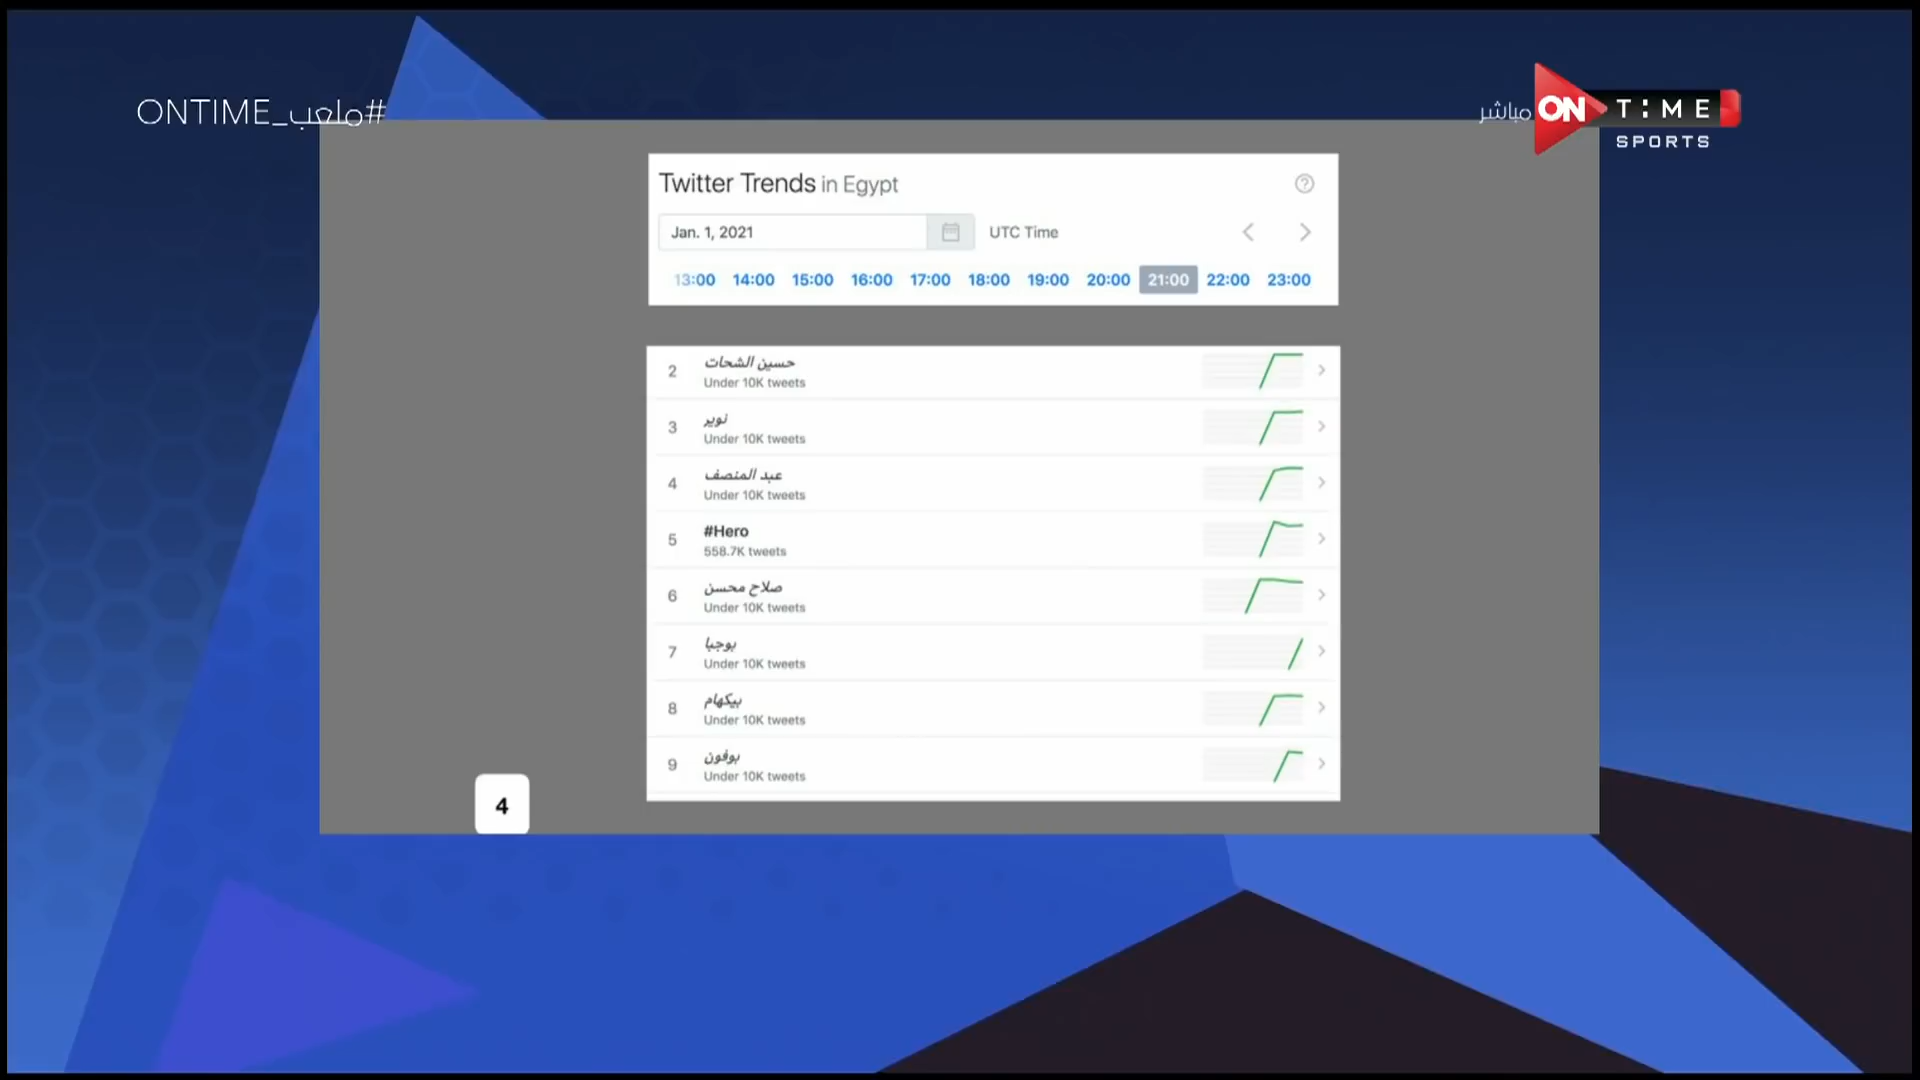 #ملعب_ONTIME
مباشر
ON TIME
SPORTS
Twitter Trends in Egypt
Jan. 1, 2021
UTC Time
13:00 14:00 15:00 16:00 17:00 18:00 19:00 20:00 21:00 22:00 23:00
2 حسين الشحات
Under 10K tweets
3 نوير
Under 10K tweets
4 عبد المنصف
Under 10K tweets
5 #Hero
558.7K tweets
6 صلاح محسن
Under 10K tweets
7 بوجبا
Under 10K tweets
8 بيكهام
Under 10K tweets
9 بوفون
Under 10K tweets
4